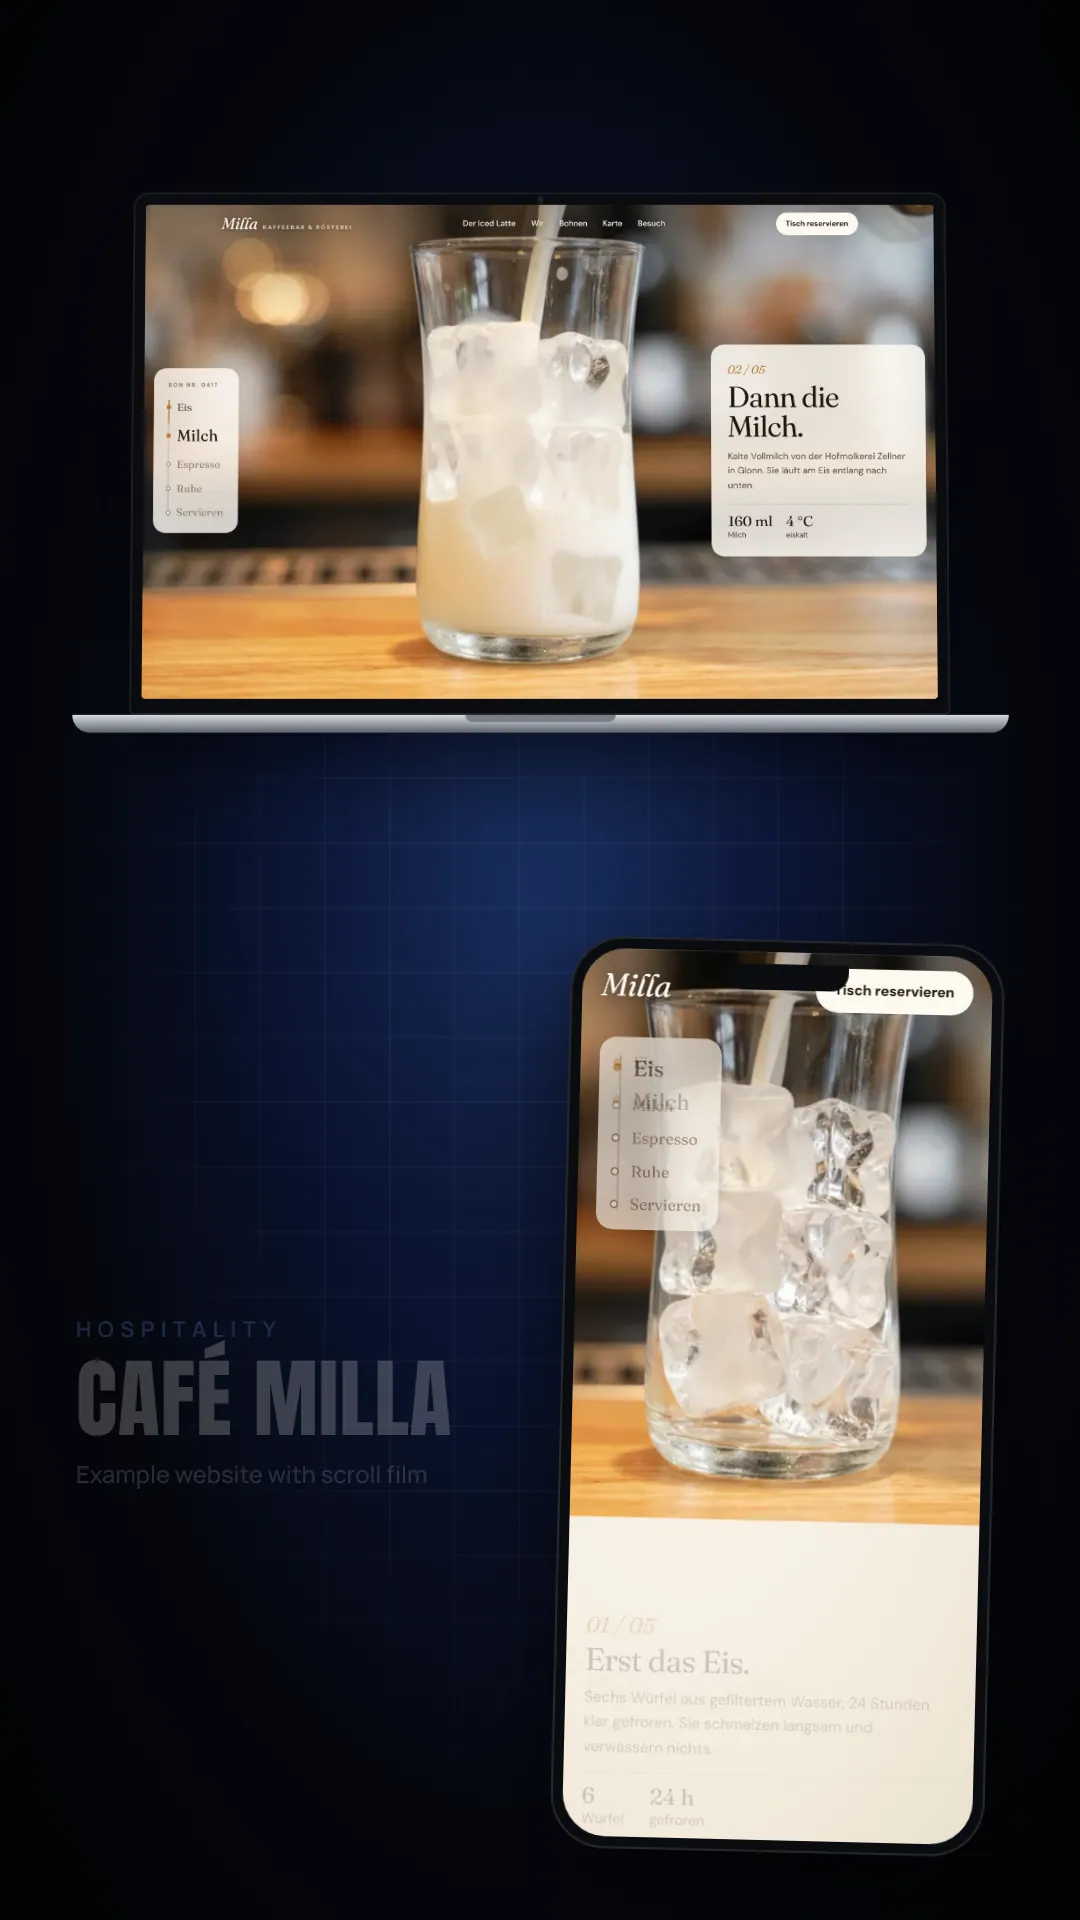 Milla KAFFEEBAR & RÖSTEREI
Der Iced Latte Wir Bohnen Karte Besuch
Tisch reservieren
BON NR. 0417
Eis
Milch
Espresso
Ruhe
Servieren
02 / 05
Dann die
Milch.
Kalte Vollmilch von der Hofmolkerei Zellner
in Glonn. Sie läuft am Eis entlang nach
unten.
160 ml 4 °C
Milch eiskalt
Milla
Tisch reservieren
Eis
Milch
Espresso
Ruhe
Servieren
HOSPITALITY
CAFÉ MILLA
Example website with scroll film
01 / 05
Erst das Eis.
Sechs Würfel aus gefiltertem Wasser, 24 Stunden
klar gefroren. Sie schmelzen langsam und
verwässern nichts.
6 24 h
Würfel gefroren